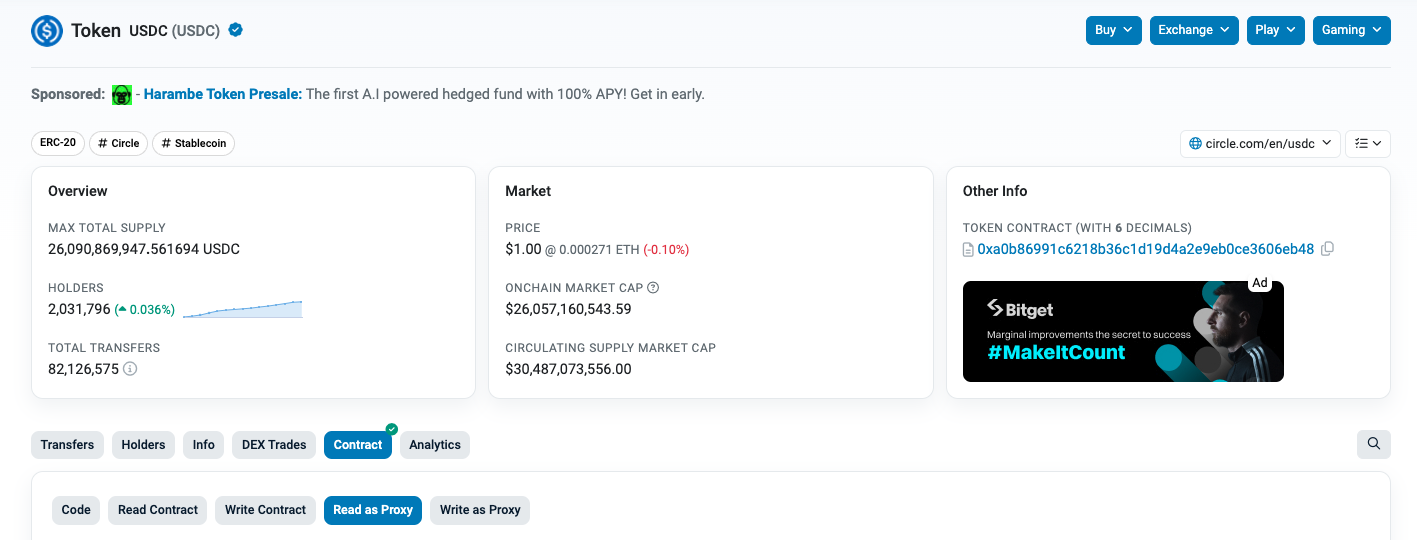 Token USDC (USDC)
Buy
Exchange
Play
Gaming
Sponsored: - Harambe Token Presale: The first A.I powered hedged fund with 100% APY! Get in early.
ERC-20
# Circle
# Stablecoin
circle.com/en/usdc
Overview
MAX TOTAL SUPPLY
26,090,869,947.561694 USDC
HOLDERS
2,031,796 (0.036%)
TOTAL TRANSFERS
82,126,575
Market
PRICE
$1.00 @ 0.000271 ETH (-0.10%)
ONCHAIN MARKET CAP
$26,057,160,543.59
CIRCULATING SUPPLY MARKET CAP
$30,487,073,556.00
Other Info
TOKEN CONTRACT (WITH 6 DECIMALS)
0xa0b86991c6218b36c1d19d4a2e9eb0ce3606eb48
Ad
Bitget
Marginal improvements the secret to success
#MakeItCount
Transfers
Holders
Info
DEX Trades
Contract
Analytics
Code
Read Contract
Write Contract
Read as Proxy
Write as Proxy